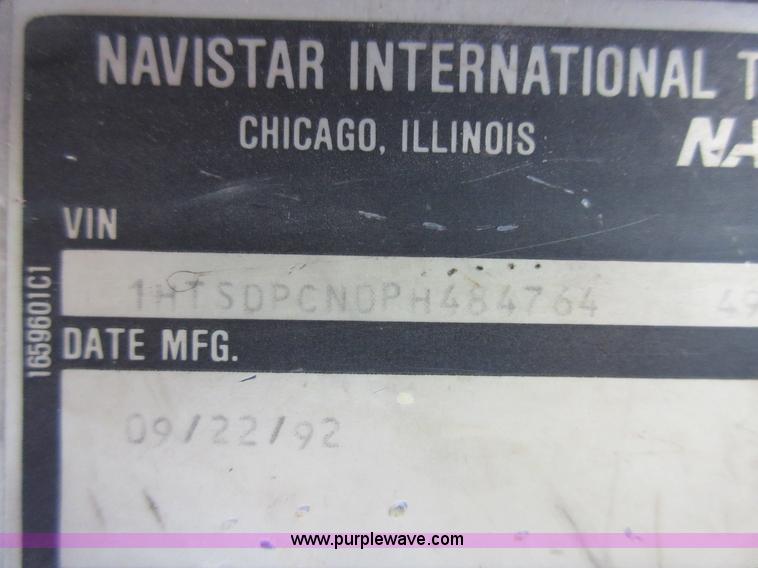 NAVISTAR INTERNATIONAL T
CHICAGO, ILLINOIS
NA
VIN
1HTSDPCN0PH484764 49
1659601C1
DATE MFG.
09/22/92
www.purplewave.com